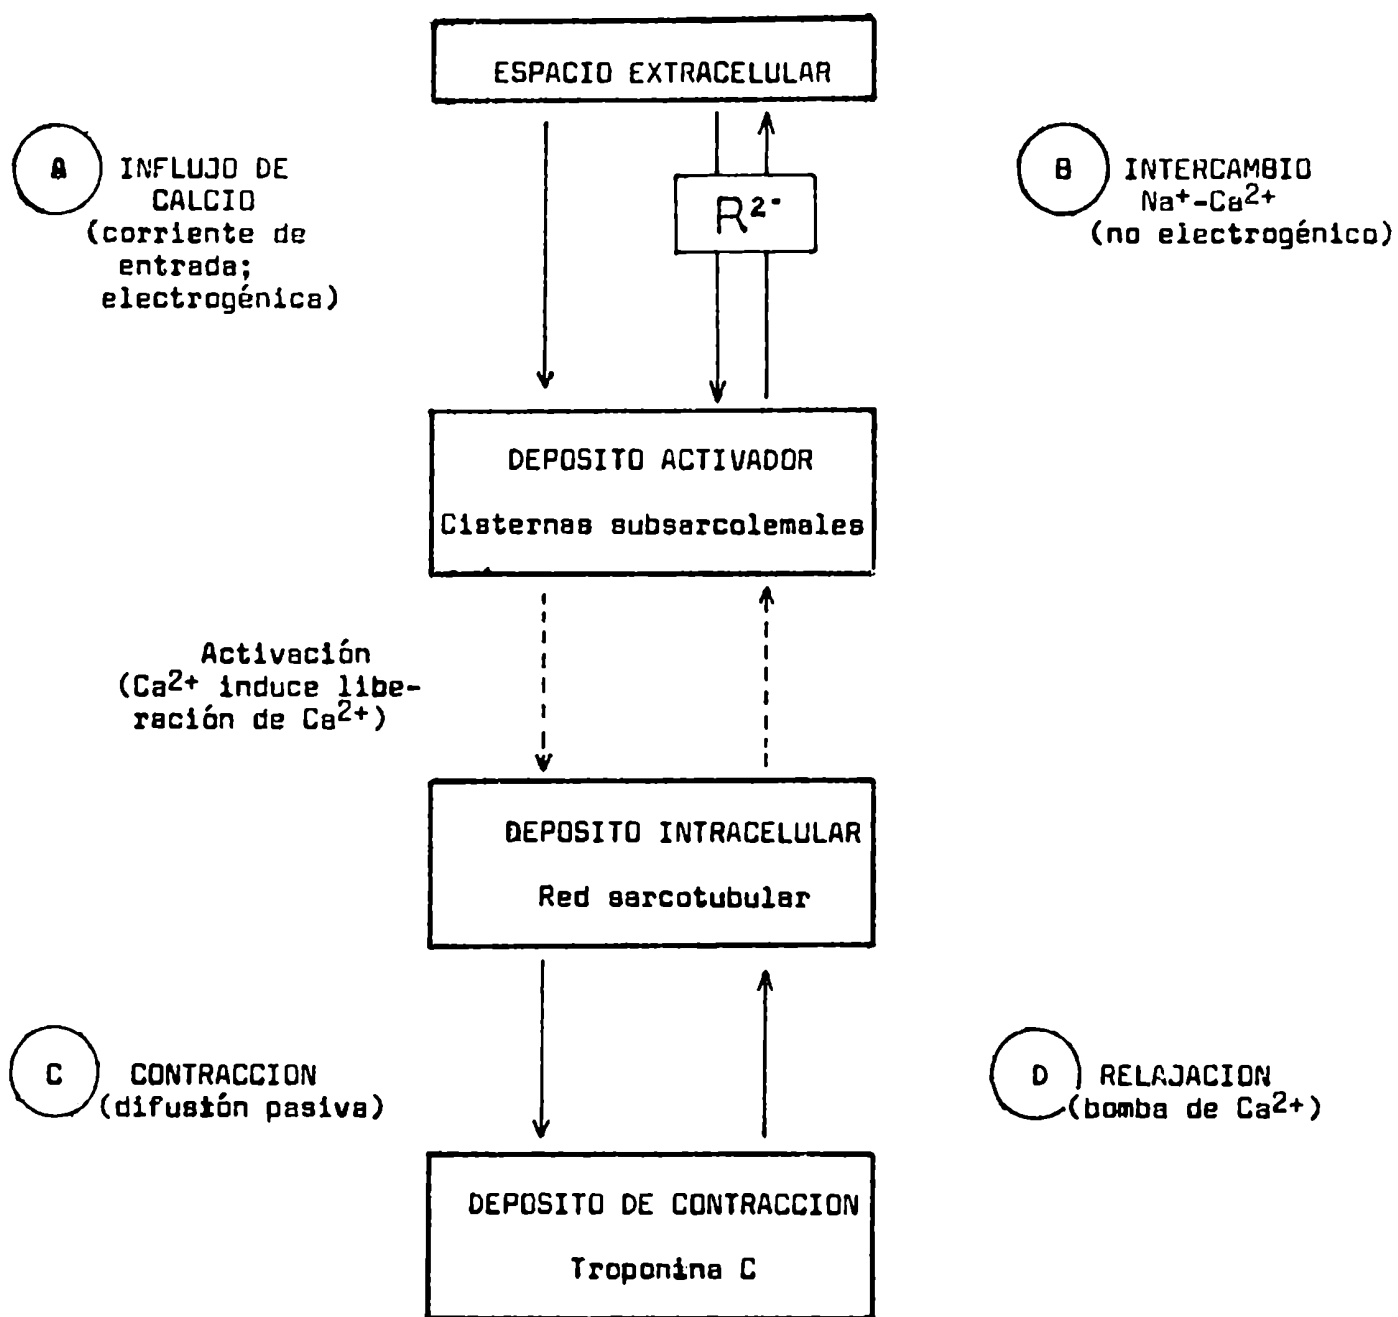 ESPACIO EXTRACELULAR
A
INFLUJO DE
CALCIO
(corriente de
entrada;
electrogénica)
R²⁻
B
INTERCAMBIO
Na⁺-Ca²⁺
(no electrogénico)
DEPOSITO ACTIVADOR
Cisternas subsarcolemales
Activación
(Ca²⁺ induce libe-
ración de Ca²⁺)
DEPOSITO INTRACELULAR
Red sarcotubular
C
CONTRACCION
(difusión pasiva)
D
RELAJACION
(bomba de Ca²⁺)
DEPOSITO DE CONTRACCION
Troponina C